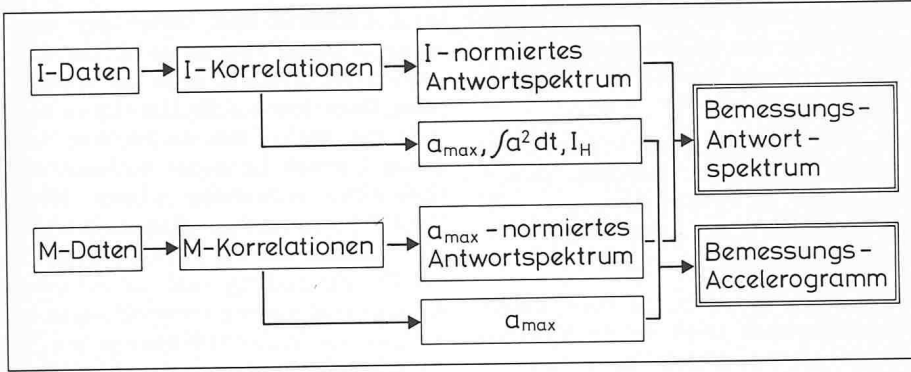 I-Daten
I-Korrelationen
I-normiertes
Antwortspektrum
a_max, ∫a² dt, I_H
Bemessungs-
Antwort-
spektrum
M-Daten
M-Korrelationen
a_max-normiertes
Antwortspektrum
a_max
Bemessungs-
Accelerogramm